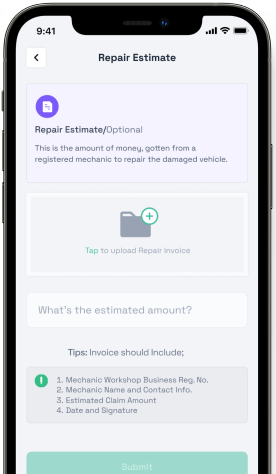 9:41
Repair Estimate
Repair Estimate/Optional
This is the amount of money, gotten from a
registered mechanic to repair the damaged vehicle.
Tap to upload Repair Invoice
What's the estimated amount?
Tips: Invoice should Include;
1. Mechanic Workshop Business Reg. No.
2. Mechanic Name and Contact Info.
3. Estimated Claim Amount
4. Date and Signature
Submit